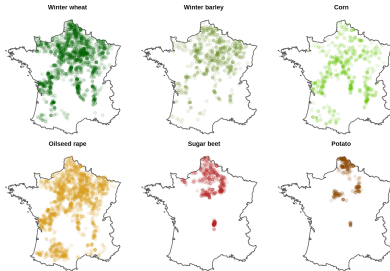 Winter wheat
Winter barley
Corn
Oilseed rape
Sugar beet
Potato